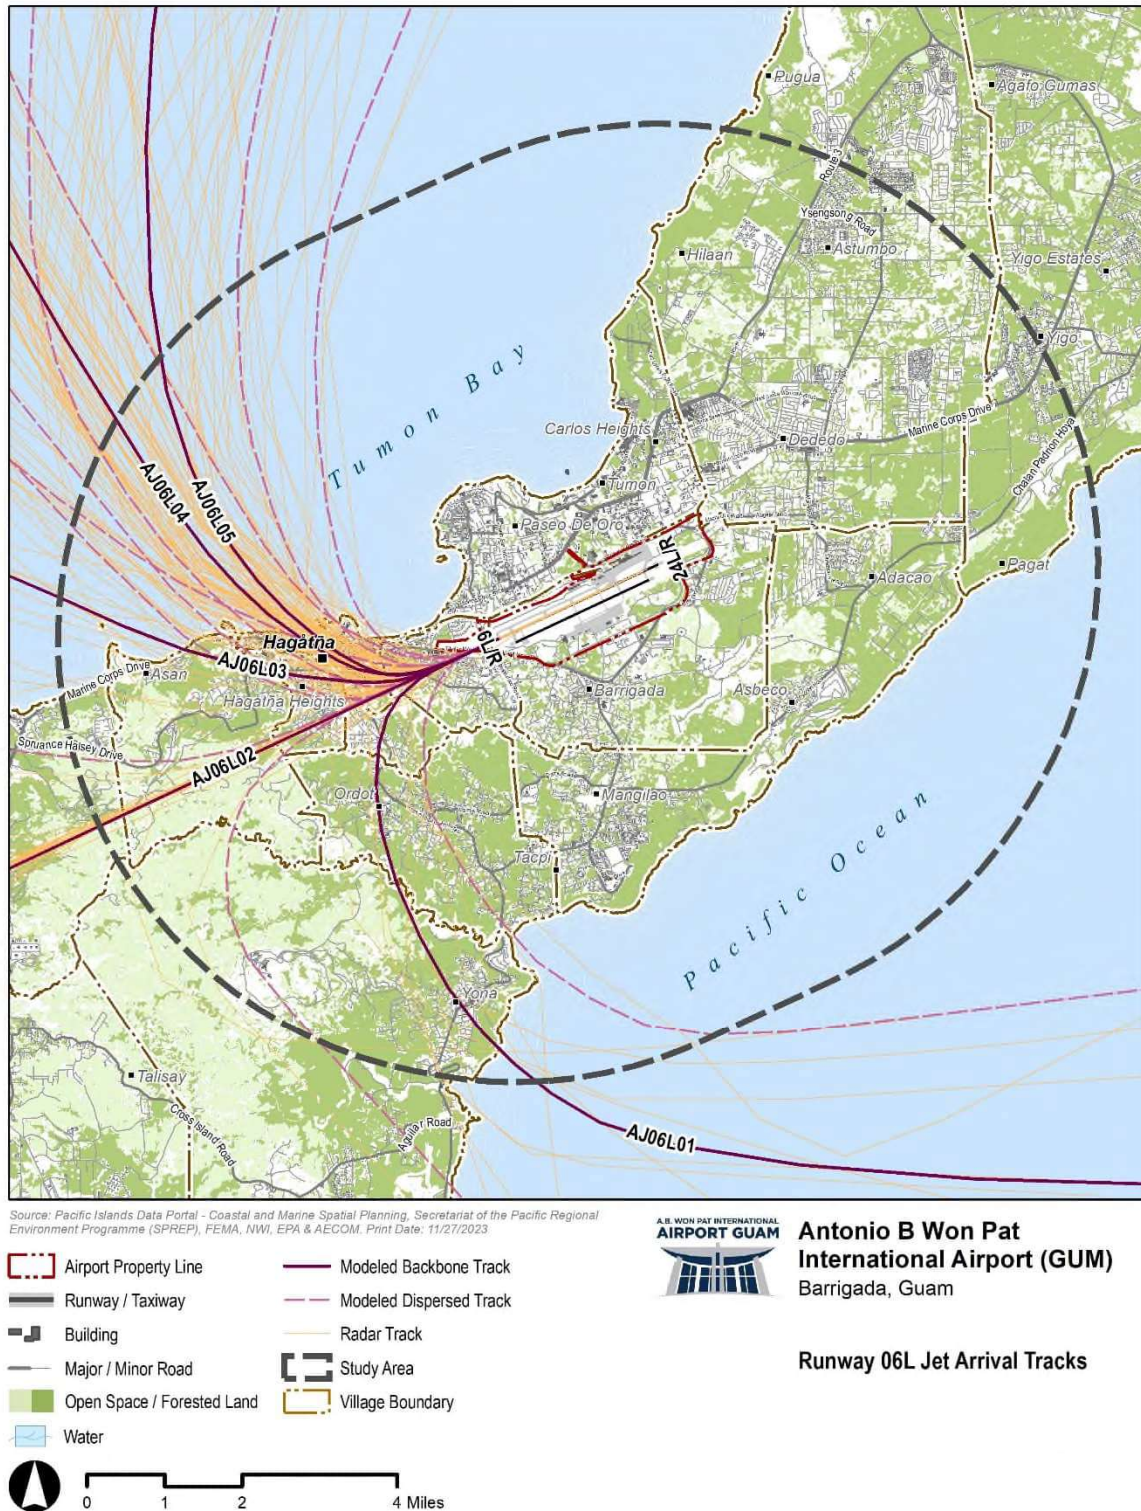 Pugua
Agafo Gumas
Route 3
Ysengsong Road
Astumbo
Hilaan
Yigo Estates
Yigo
Tumon Bay
Marine Corps Drive
Carlos Heights
Dededo
Chalan Padrion Hoya
AJ06L04
AJ06L05
Tumon
Paseo De Oro
24L/R
Adacao
Pagat
6L/R
Hagåtña
AJ06L03
Marine Corps Drive
Asan
Hagåtña Heights
Barrigada
Asbeco
Spruance Halsey Drive
AJ06L02
Ordot
Mangilao
Tacpi
Pacific Ocean
Yona
Talisay
Cross Island Road
Aguilar Road
AJ06L01
Source: Pacific Islands Data Portal - Coastal and Marine Spatial Planning, Secretariat of the Pacific Regional
Environment Programme (SPREP), FEMA, NWI, EPA & AECOM. Print Date: 11/27/2023
Airport Property Line
Runway / Taxiway
Building
Major / Minor Road
Open Space / Forested Land
Water
Modeled Backbone Track
Modeled Dispersed Track
Radar Track
Study Area
Village Boundary
0 1 2 4 Miles
A.B. WON PAT INTERNATIONAL
AIRPORT GUAM
Antonio B Won Pat
International Airport (GUM)
Barrigada, Guam
Runway 06L Jet Arrival Tracks